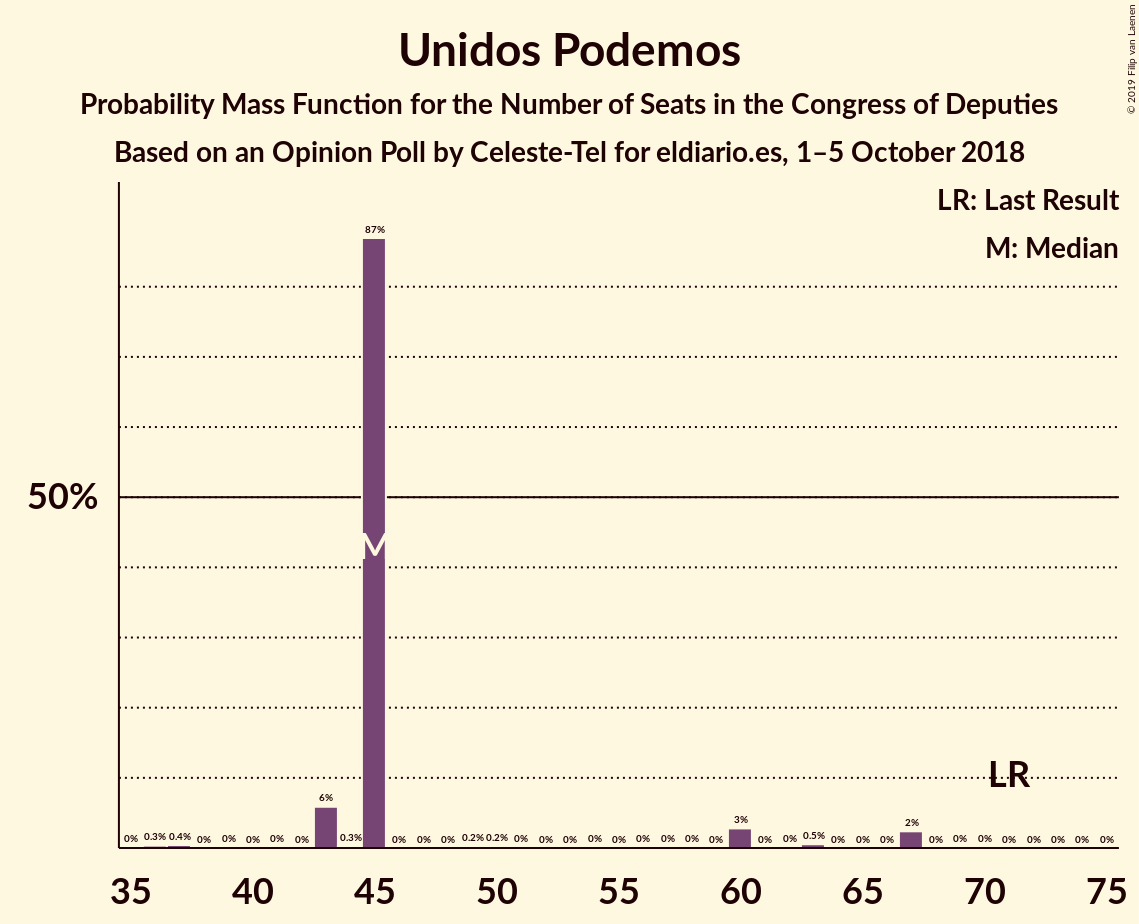 Unidos Podemos
Probability Mass Function for the Number of Seats in the Congress of Deputies
Based on an Opinion Poll by Celeste-Tel for eldiario.es, 1–5 October 2018
© 2019 Filip van Laenen
LR: Last Result
M: Median
87%
50%
M
LR
0% 0.3% 0.4% 0% 0% 0% 0% 0% 6% 0.3% 0% 0% 0% 0.2% 0.2% 0% 0% 0% 0% 0% 0% 0% 0% 0% 3% 0% 0% 0.5% 0% 0% 0% 2% 0% 0% 0% 0% 0% 0% 0% 0%
35 40 45 50 55 60 65 70 75